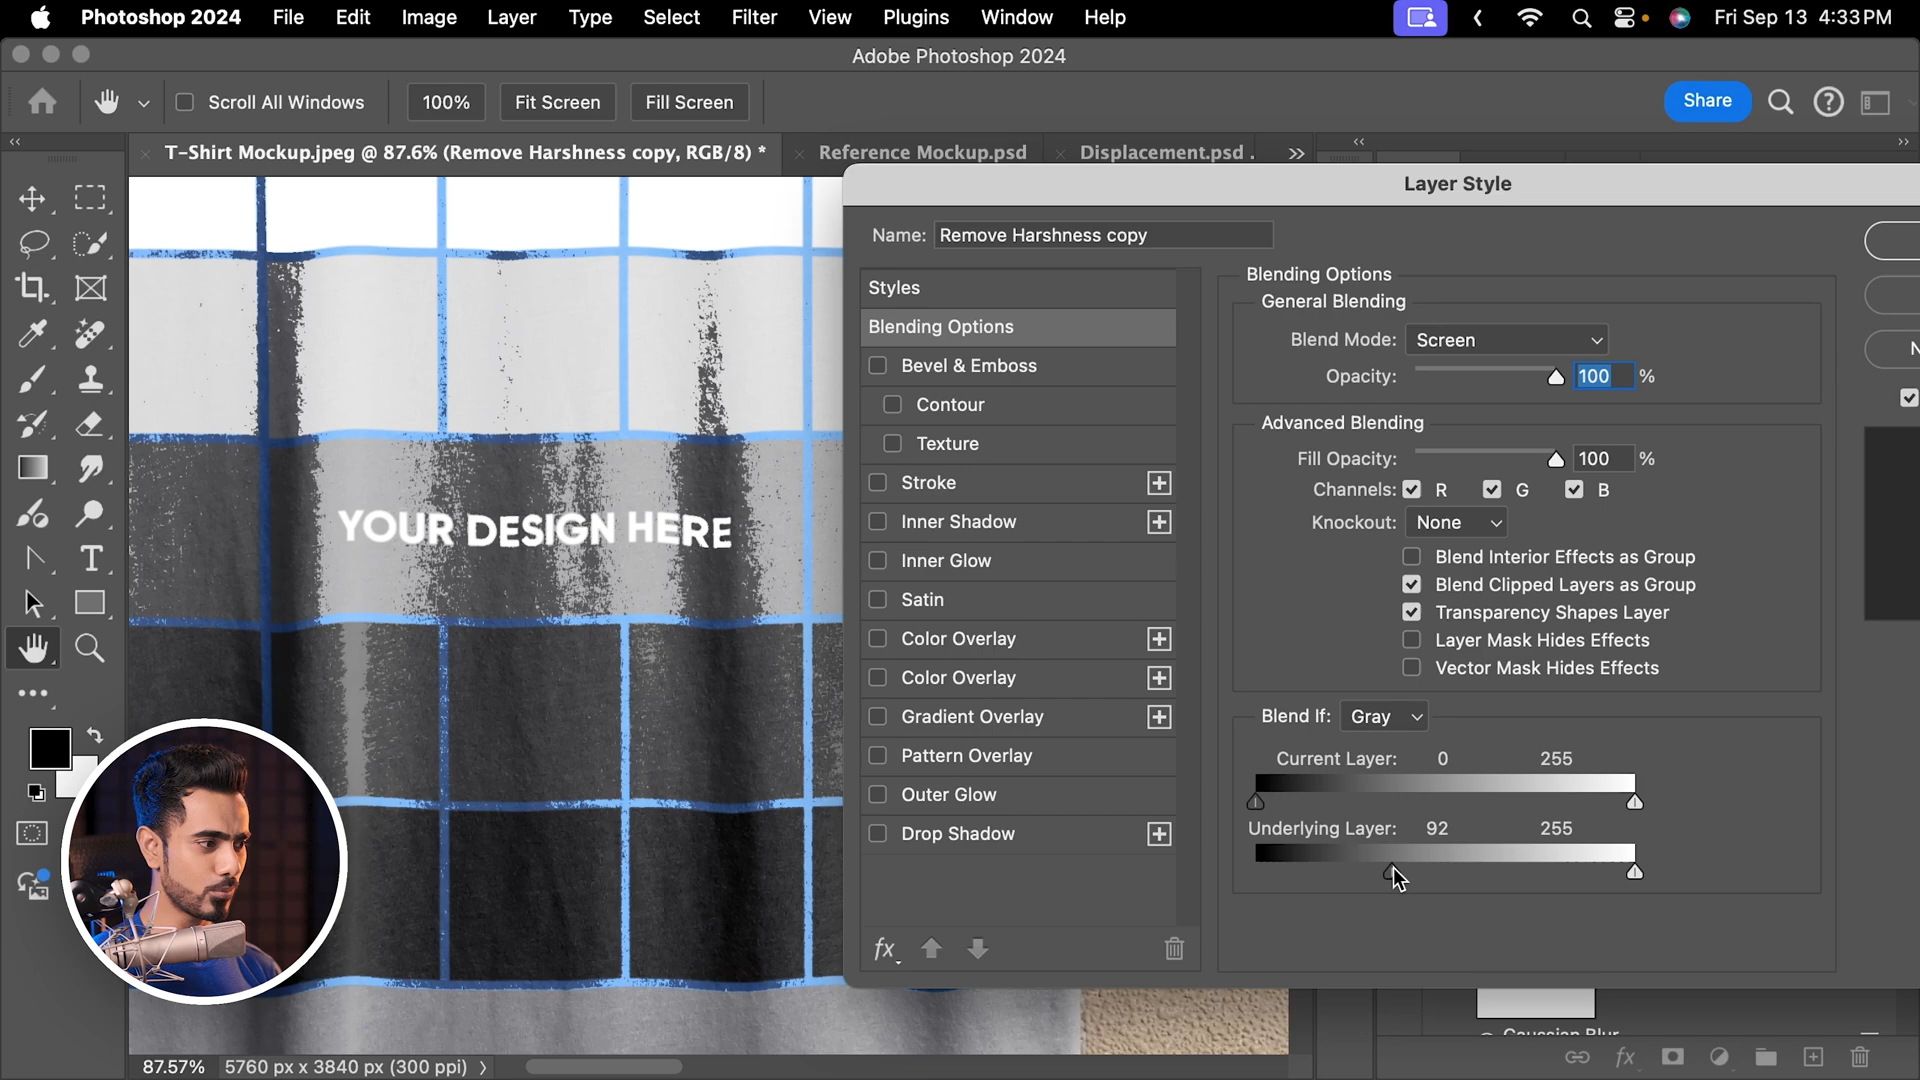 Photoshop 2024 File Edit Image Layer Type Select Filter View Plugins Window Help Fri Sep 13 4:33 PM
Adobe Photoshop 2024
Scroll All Windows 100% Fit Screen Fill Screen Share
T-Shirt Mockup.jpeg @ 87.6% (Remove Harshness copy, RGB/8) * Reference Mockup.psd Displacement.psd .
Layer Style
Name: Remove Harshness copy
Styles
Blending Options
Bevel & Emboss
Contour
Texture
Stroke
Inner Shadow
Inner Glow
Satin
Color Overlay
Color Overlay
Gradient Overlay
Pattern Overlay
Outer Glow
Drop Shadow
fx
Blending Options
General Blending
Blend Mode: Screen
Opacity: 100 %
Advanced Blending
Fill Opacity: 100 %
Channels: R G B
Knockout: None
Blend Interior Effects as Group
Blend Clipped Layers as Group
Transparency Shapes Layer
Layer Mask Hides Effects
Vector Mask Hides Effects
Blend If: Gray
Current Layer: 0 255
Underlying Layer: 92 255
N
YOUR DESIGN HERE
Gaussian Blur
87.57% 5760 px x 3840 px (300 ppi)
fx